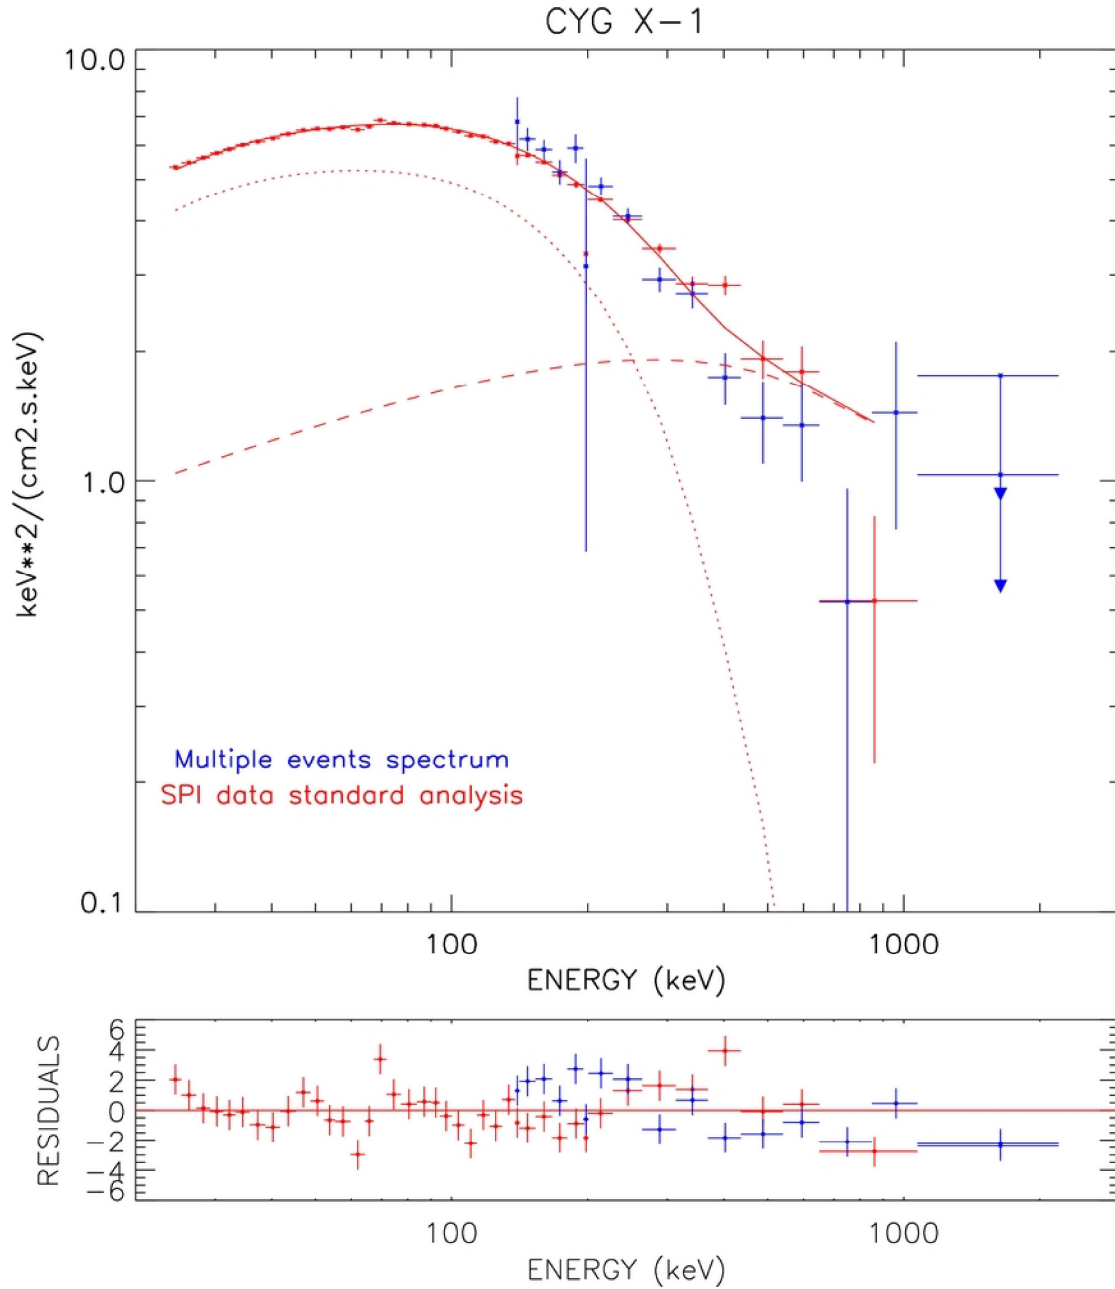 CYG X-1
10.0
1.0
0.1
keV**2/(cm2.s.keV)
Multiple events spectrum
SPI data standard analysis
100
1000
ENERGY (keV)
6
4
2
0
-2
-4
-6
RESIDUALS
100
1000
ENERGY (keV)